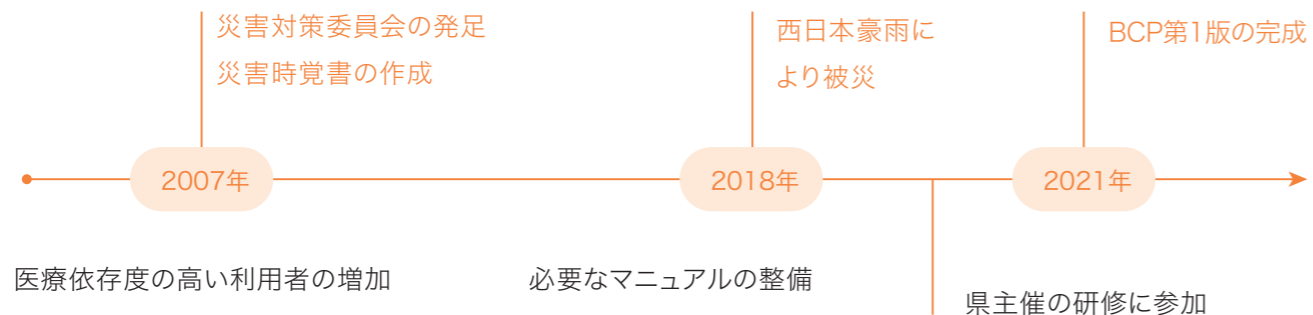 災害対策委員会の発足
災害時覚書の作成
西日本豪雨に
より被災
BCP第1版の完成
2007年
2018年
2021年
医療依存度の高い利用者の増加
必要なマニュアルの整備
県主催の研修に参加